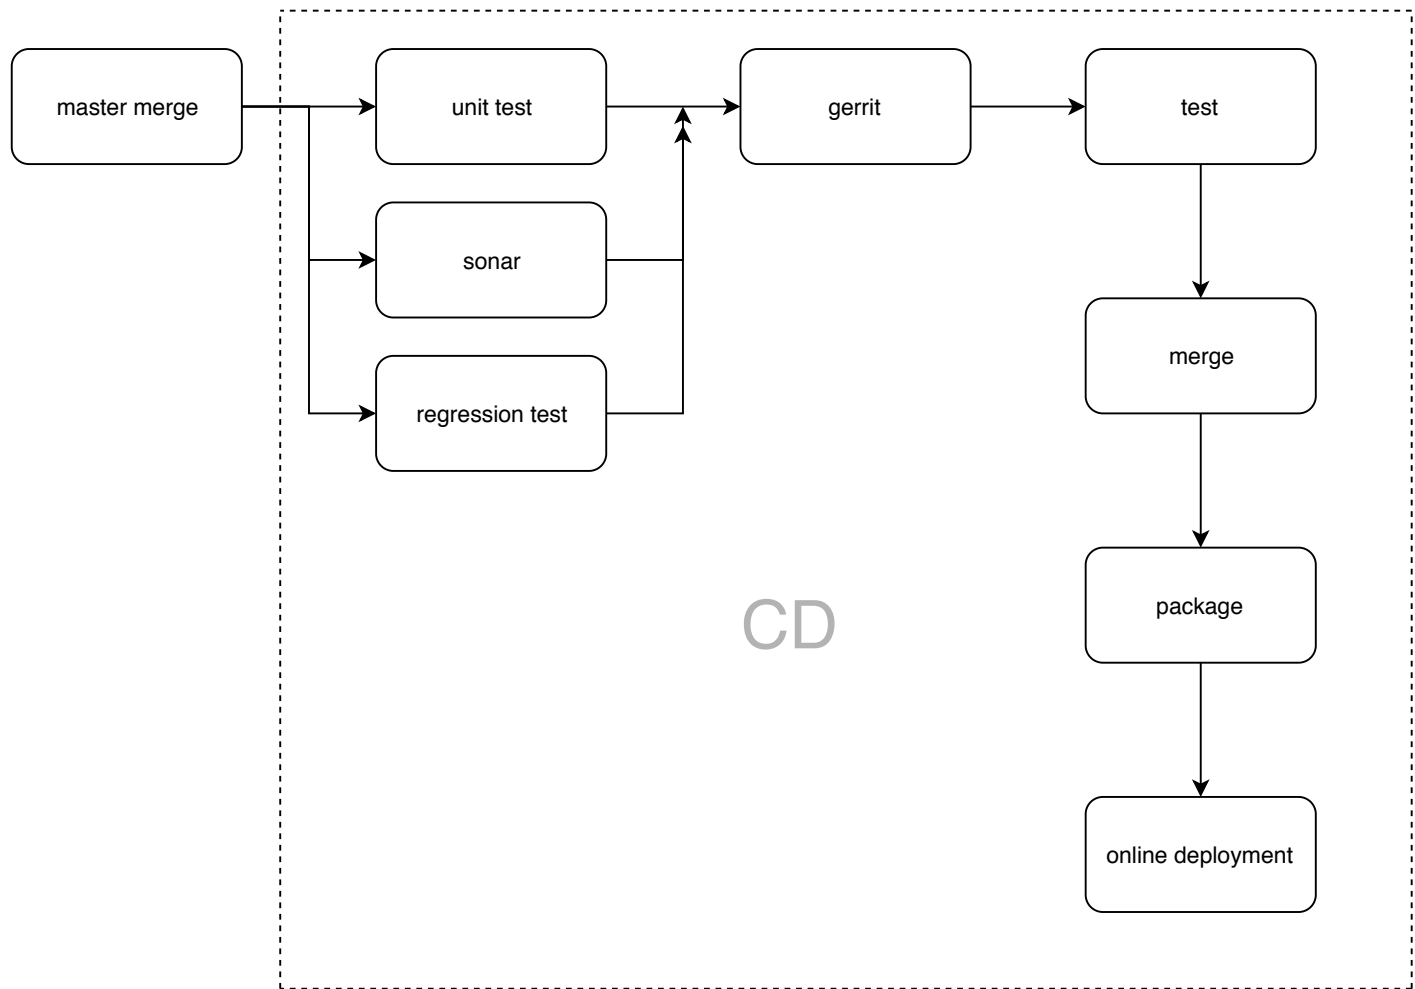 master merge
unit test
gerrit
test
sonar
merge
regression test
package
CD
online deployment